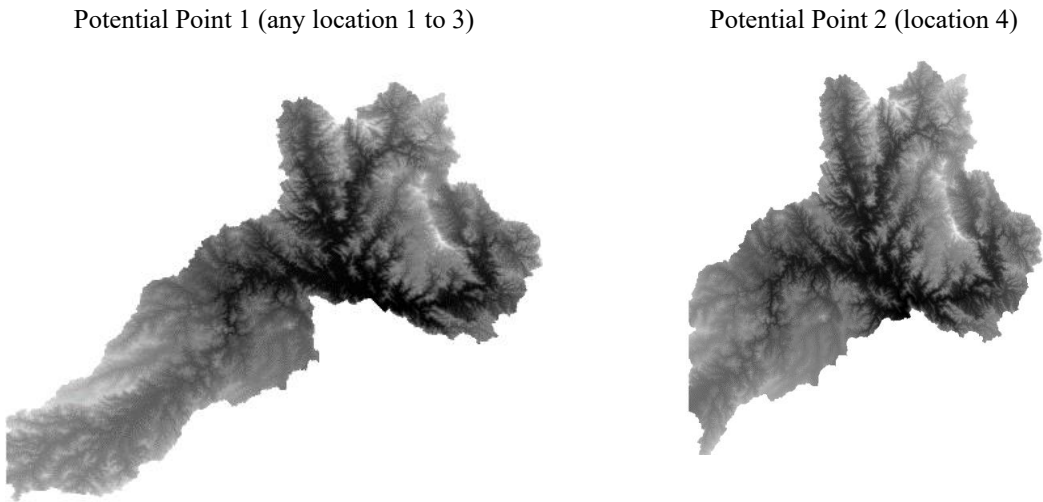 Potential Point 1 (any location 1 to 3)
Potential Point 2 (location 4)